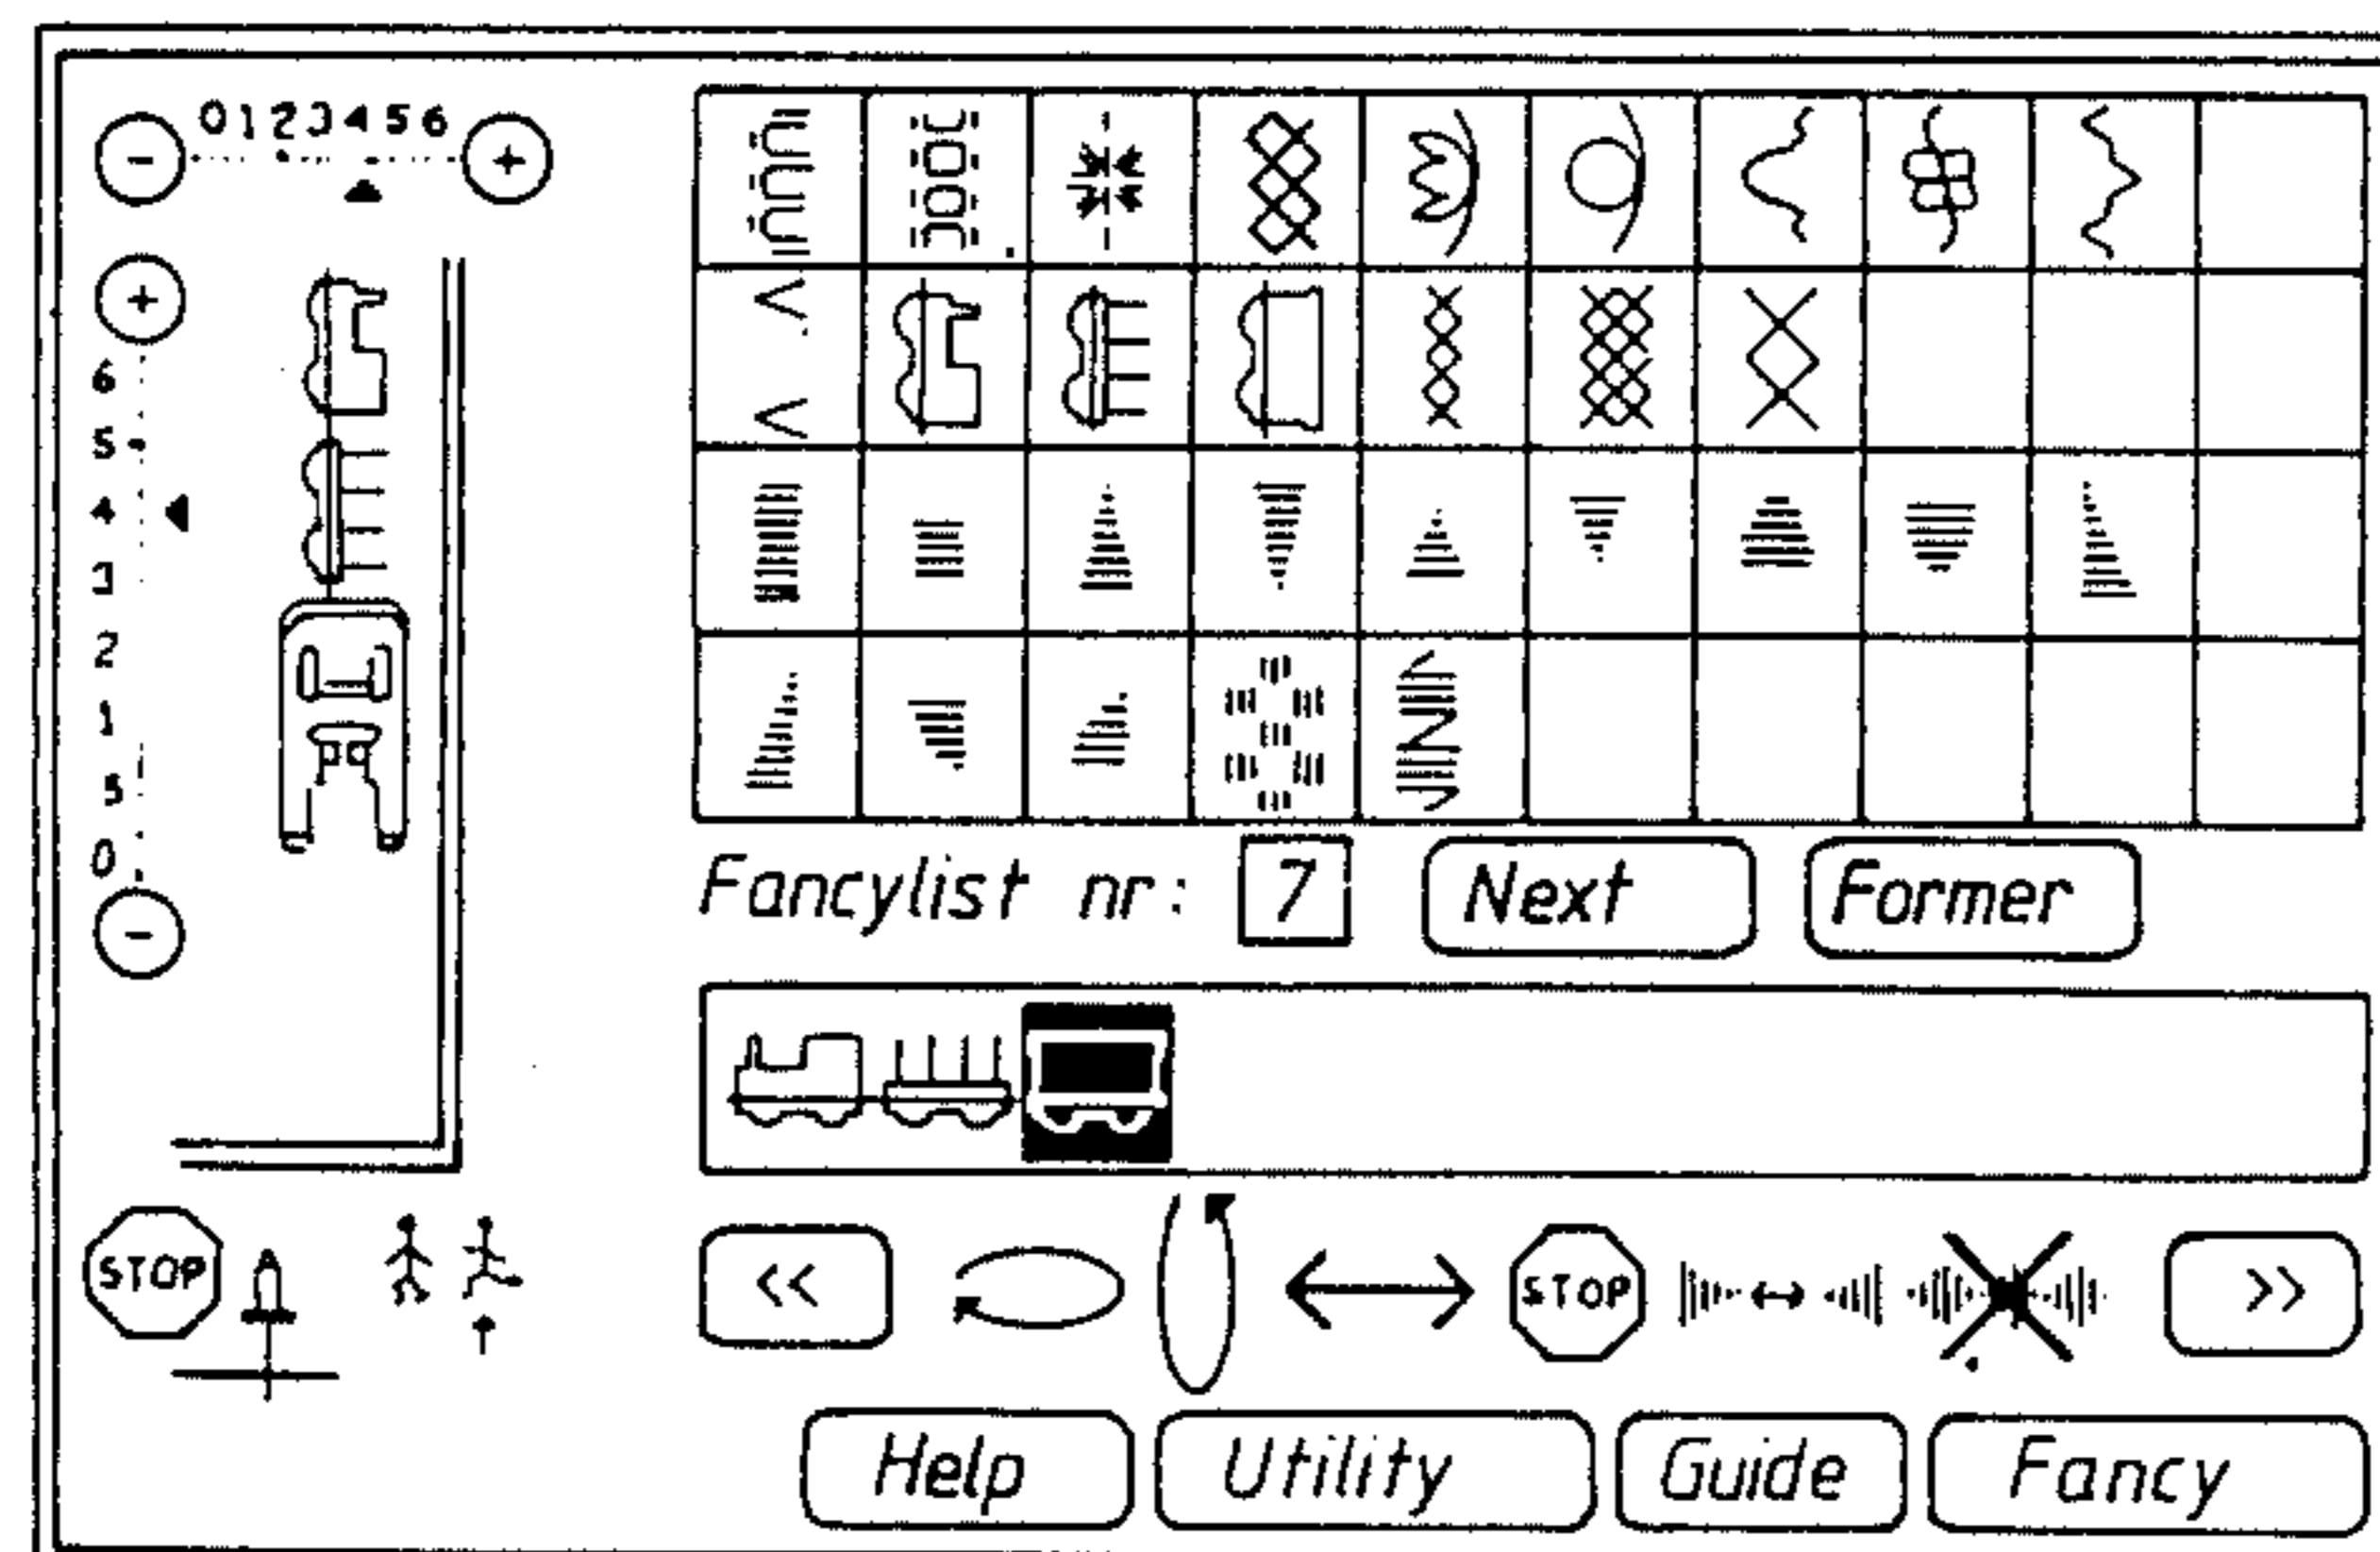 - 0123456 +
+
6
5
4
3
2
1
5
0
-
Fancylist nr: 7 Next Former
STOP
<< STOP >>
Help Utility Guide Fancy